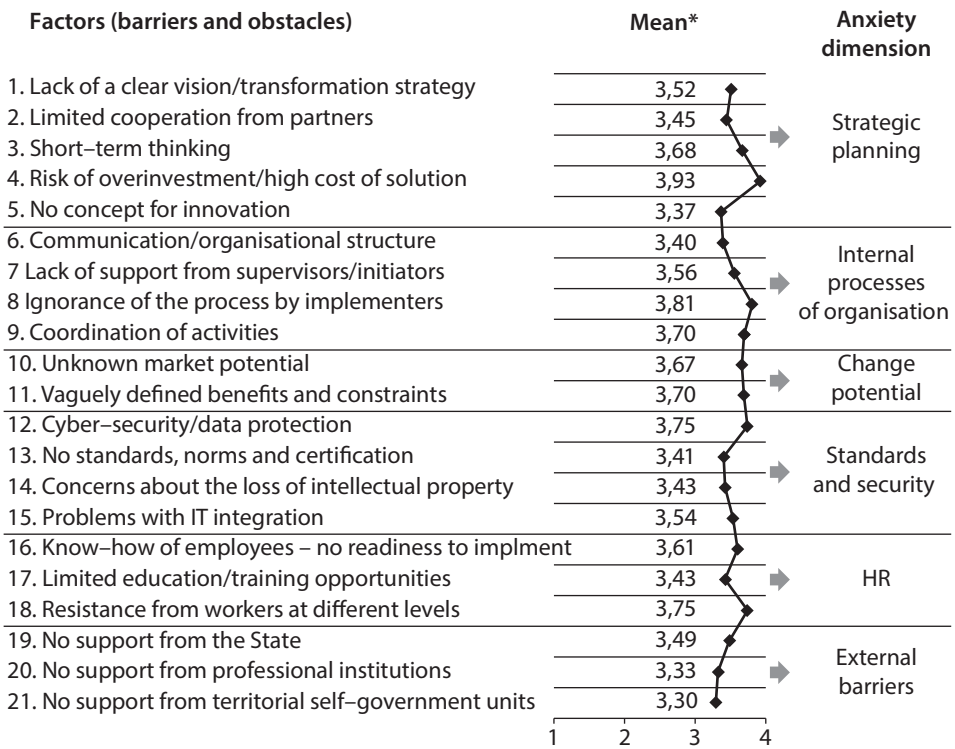 Factors (barriers and obstacles) Mean* Anxiety
dimension
1. Lack of a clear vision/transformation strategy 3,52
2. Limited cooperation from partners 3,45
3. Short–term thinking 3,68
4. Risk of overinvestment/high cost of solution 3,93
5. No concept for innovation 3,37
Strategic
planning
6. Communication/organisational structure 3,40
7 Lack of support from supervisors/initiators 3,56
8 Ignorance of the process by implementers 3,81
9. Coordination of activities 3,70
Internal
processes
of organisation
10. Unknown market potential 3,67
11. Vaguely defined benefits and constraints 3,70
Change
potential
12. Cyber–security/data protection 3,75
13. No standards, norms and certification 3,41
14. Concerns about the loss of intellectual property 3,43
15. Problems with IT integration 3,54
Standards
and security
16. Know–how of employees – no readiness to implment 3,61
17. Limited education/training opportunities 3,43
18. Resistance from workers at different levels 3,75
HR
19. No support from the State 3,49
20. No support from professional institutions 3,33
21. No support from territorial self–government units 3,30
External
barriers
1 2 3 4